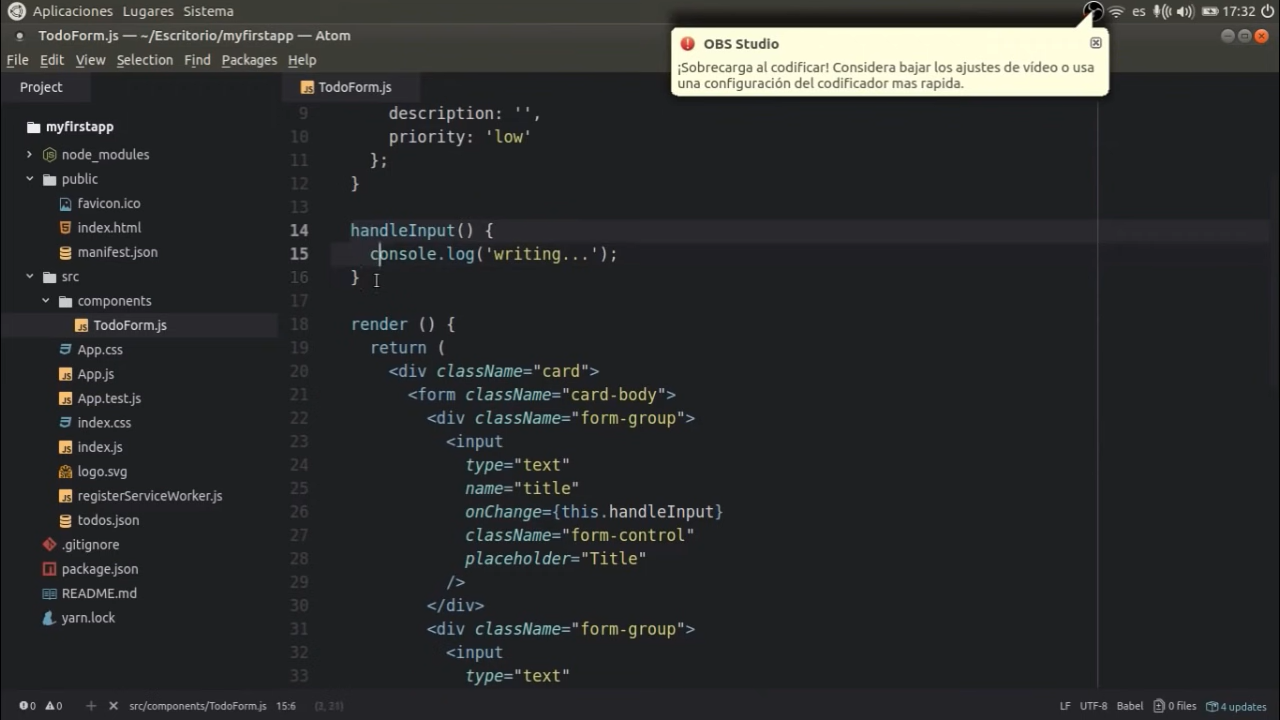 Aplicaciones Lugares Sistema
es 17:32
TodoForm.js — ~/Escritorio/myfirstapp — Atom
OBS Studio
¡Sobrecarga al codificar! Considera bajar los ajustes de vídeo o usa
una configuración del codificador mas rapida.
File Edit View Selection Find Packages Help
Project
TodoForm.js
myfirstapp
node_modules
public
favicon.ico
index.html
manifest.json
src
components
TodoForm.js
App.css
App.js
App.test.js
index.css
index.js
logo.svg
registerServiceWorker.js
todos.json
.gitignore
package.json
README.md
yarn.lock
9 description: '',
10 priority: 'low'
11 };
12 }
13
14 handleInput() {
15 console.log('writing...');
16 }
17
18 render () {
19 return (
20 <div className="card">
21 <form className="card-body">
22 <div className="form-group">
23 <input
24 type="text"
25 name="title"
26 onChange={this.handleInput}
27 className="form-control"
28 placeholder="Title"
29 />
30 </div>
31 <div className="form-group">
32 <input
33 type="text"
0 0 + × src/components/TodoForm.js 15:6 (3, 21)
LF UTF-8 Babel 0 files 4 updates